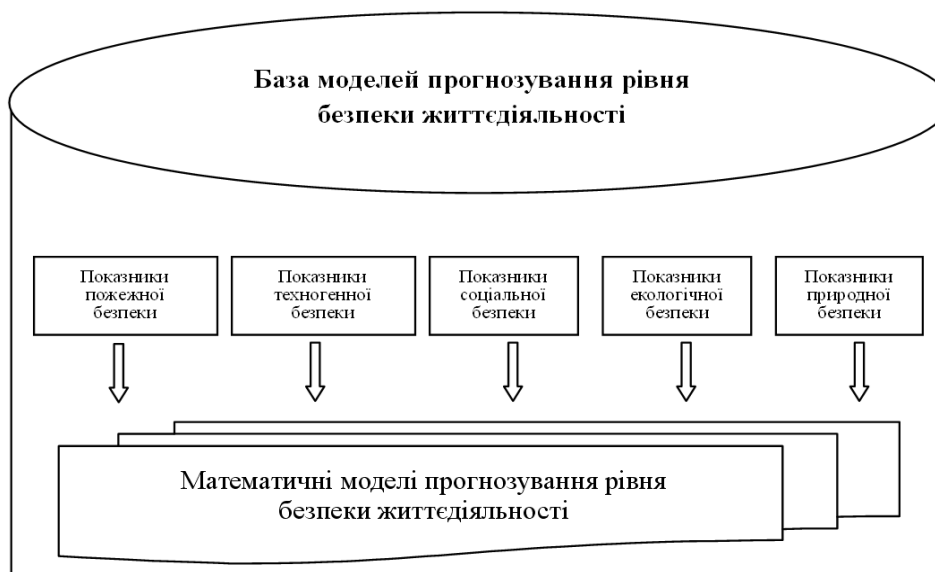 База моделей прогнозування рівня
безпеки життєдіяльності
Показники
пожежної
безпеки
Показники
техногенної
безпеки
Показники
соціальної
безпеки
Показники
екологічної
безпеки
Показники
природної
безпеки
Математичні моделі прогнозування рівня
безпеки життєдіяльності